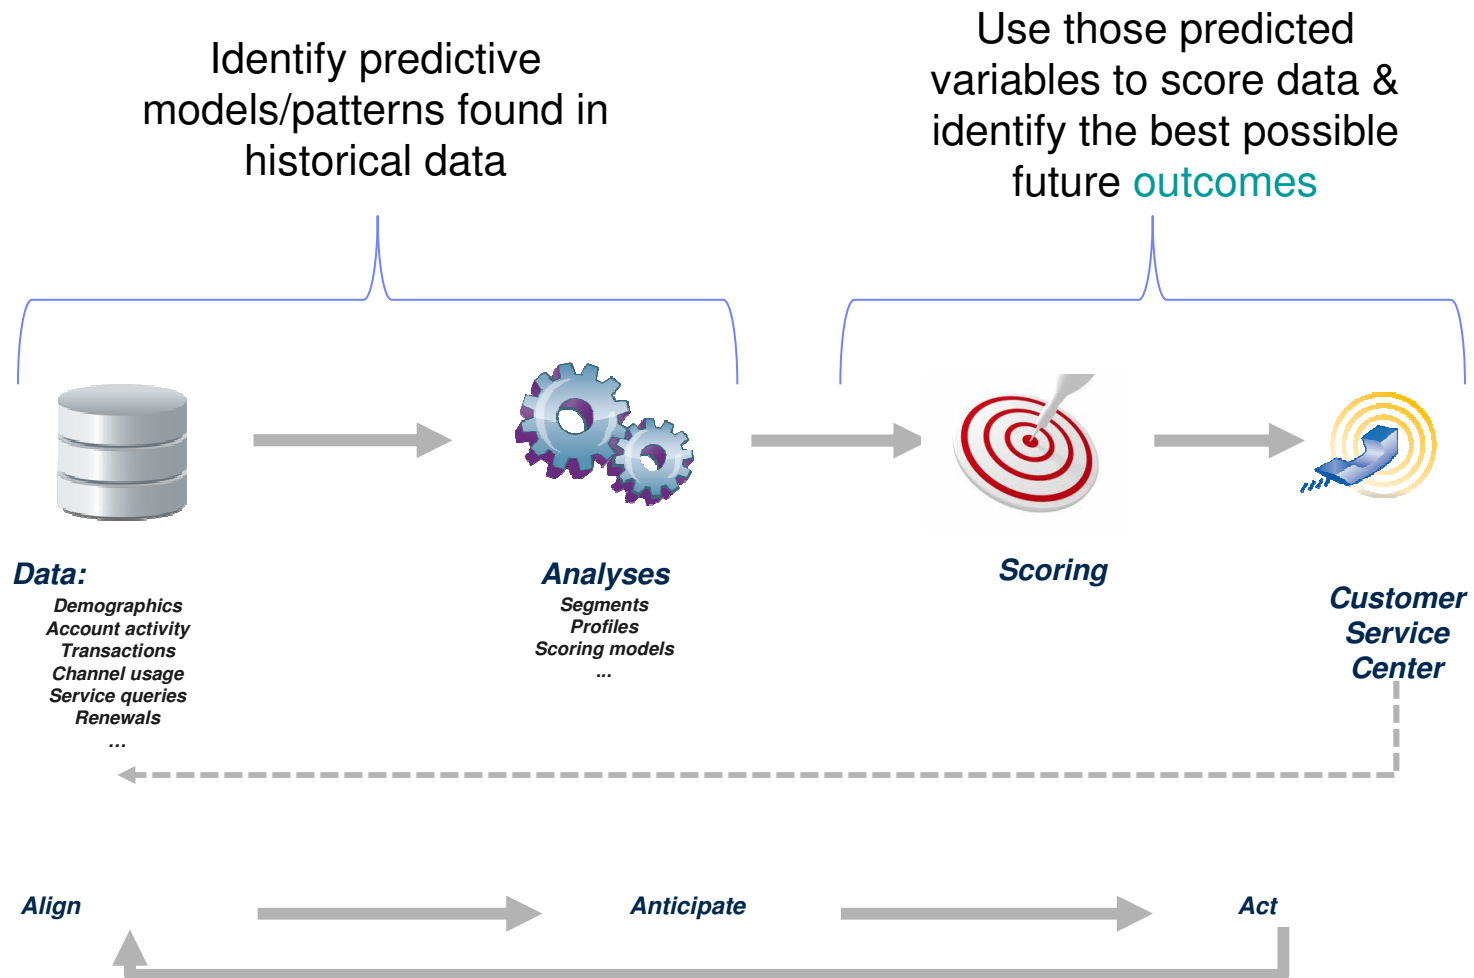 Identify predictive
models/patterns found in
historical data
Use those predicted
variables to score data &
identify the best possible
future outcomes
Data:
Demographics
Account activity
Transactions
Channel usage
Service queries
Renewals
...
Analyses
Segments
Profiles
Scoring models
...
Scoring
Customer
Service
Center
Align
Anticipate
Act